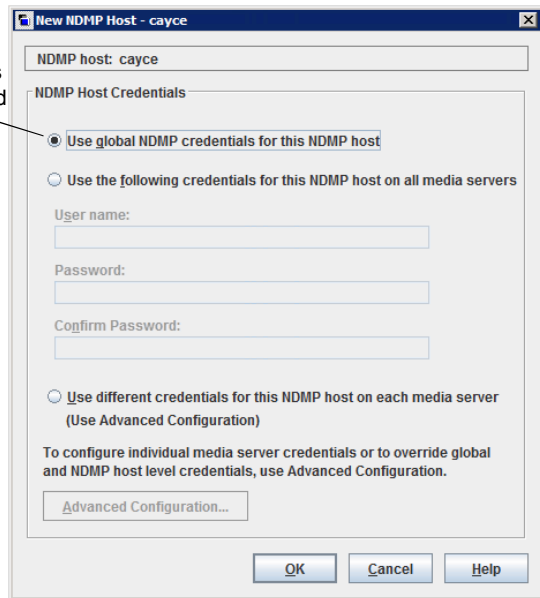 New NDMP Host - cayce
NDMP host: cayce
NDMP Host Credentials
Use global NDMP credentials for this NDMP host
Use the following credentials for this NDMP host on all media servers
User name:
Password:
Confirm Password:
Use different credentials for this NDMP host on each media server
(Use Advanced Configuration)
To configure individual media server credentials or to override global
and NDMP host level credentials, use Advanced Configuration.
Advanced Configuration...
OK Cancel Help